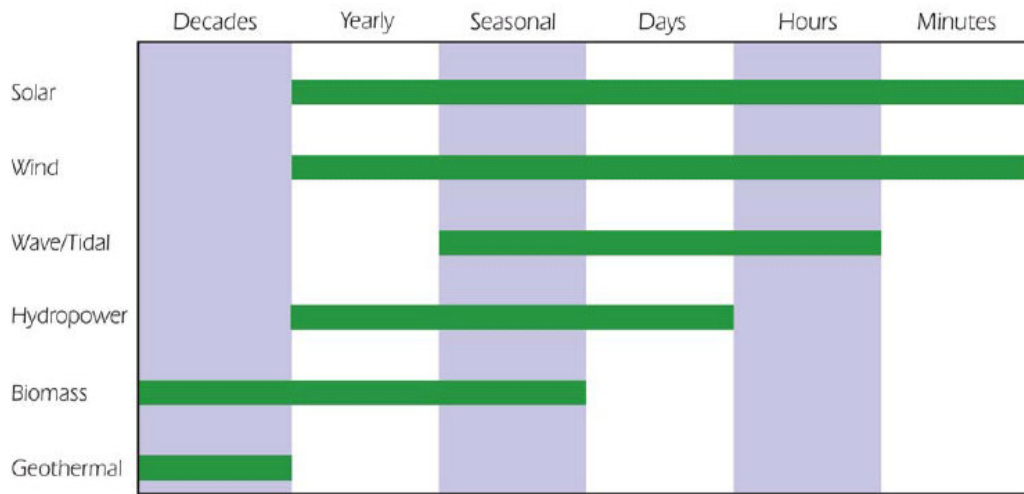 Decades Yearly Seasonal Days Hours Minutes
Solar
Wind
Wave/Tidal
Hydropower
Biomass
Geothermal